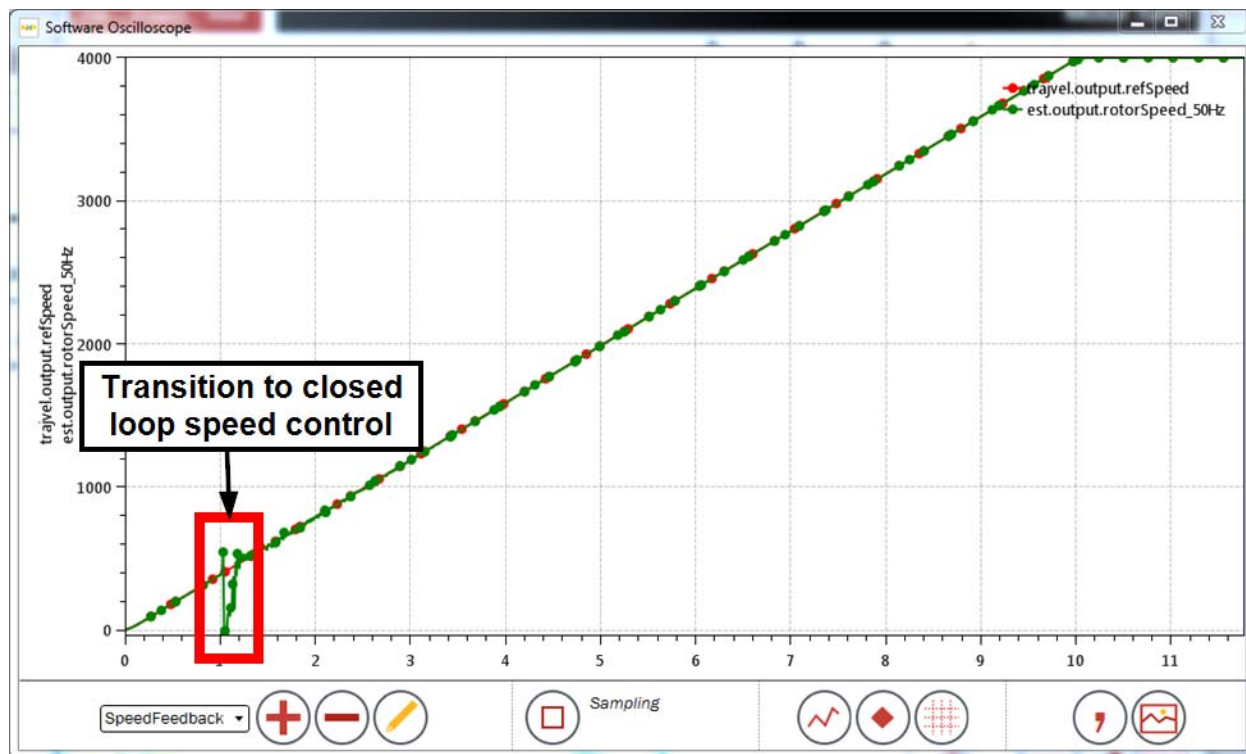 NXP Software Oscilloscope
4000
3000
2000
1000
0
trajvel.output.refSpeed
est.output.rotorSpeed_50Hz
trajvel.output.refSpeed
est.output.rotorSpeed_50Hz
Transition to closed
loop speed control
0 1 2 3 4 5 6 7 8 9 10 11
SpeedFeedback
Sampling